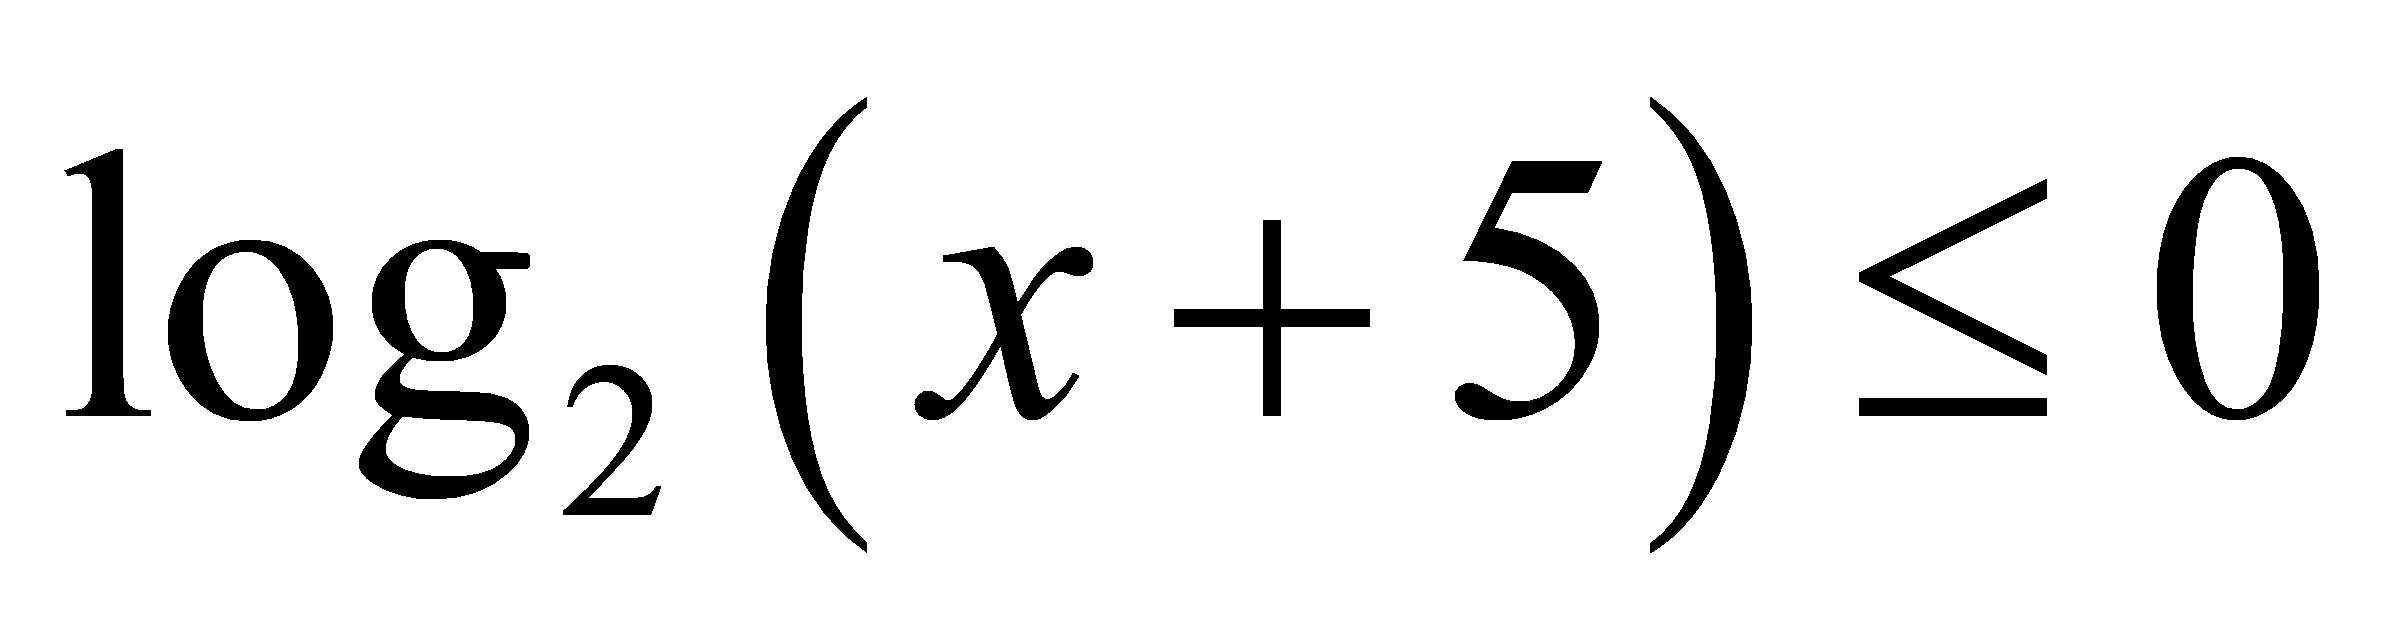 log₂ (x + 5) ≤ 0